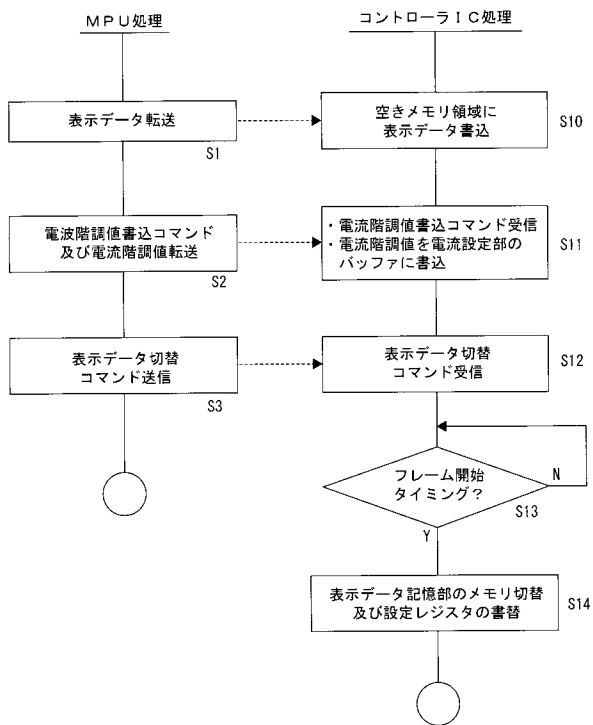 MPU処理
コントローラIC処理
表示データ転送
S1
空きメモリ領域に
表示データ書込
S10
電波階調値書込コマンド
及び電流階調値転送
S2
・電流階調値書込コマンド受信
・電流階調値を電流設定部の
バッファに書込
S11
表示データ切替
コマンド送信
S3
表示データ切替
コマンド受信
S12
フレーム開始
タイミング？
N
S13
Y
表示データ記憶部のメモリ切替
及び設定レジスタの書替
S14